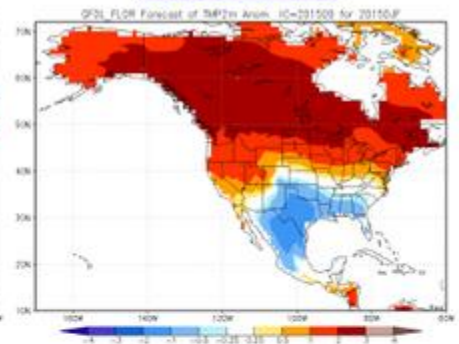 GFDL_FLOR Forecast of TMP2m Anom IC=201509 for 2015OJF
70N
60N
50N
40N
30N
20N
10N
160W 140W 120W 100W 80W 60W
-4 -3 -2 -1 -0.5 -0.25 0.25 0.5 1 2 3 4